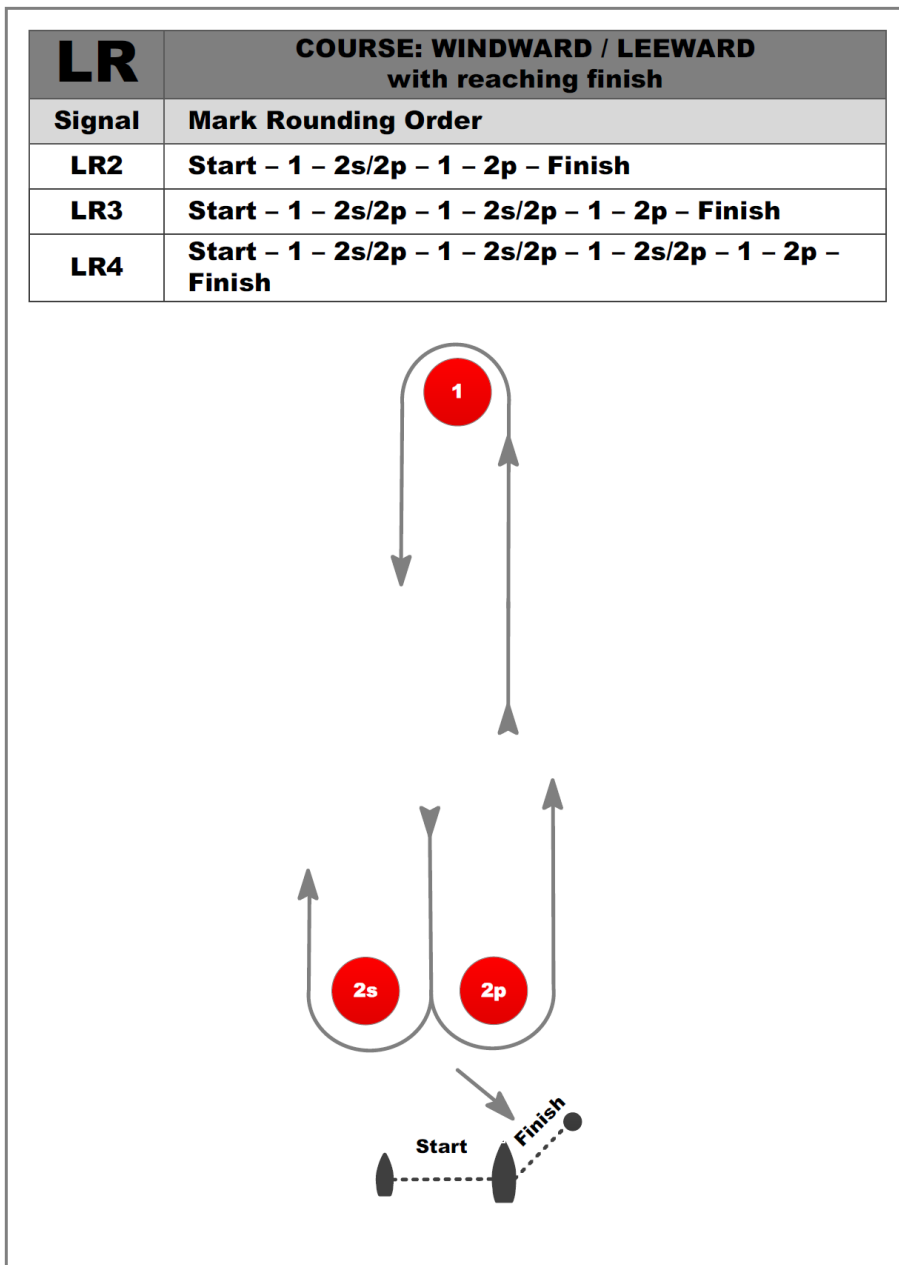 LR
COURSE: WINDWARD / LEEWARD
with reaching finish
Signal
Mark Rounding Order
LR2
Start – 1 – 2s/2p – 1 – 2p – Finish
LR3
Start – 1 – 2s/2p – 1 – 2s/2p – 1 – 2p – Finish
LR4
Start – 1 – 2s/2p – 1 – 2s/2p – 1 – 2s/2p – 1 – 2p –
Finish
1
2s
2p
Finish
Start